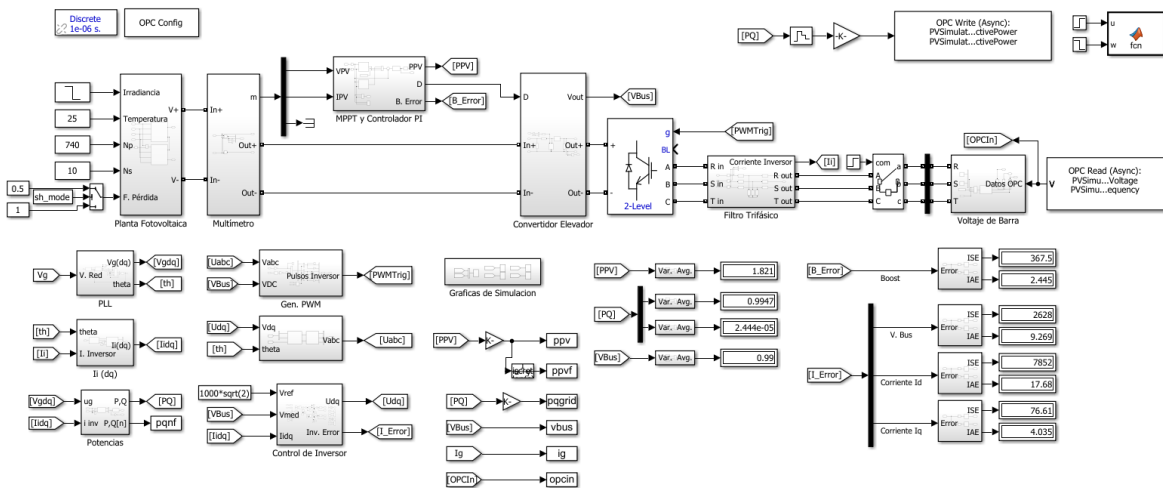 Discrete
1e-06 s.
OPC Config
[PQ]
-K-
OPC Write (Async):
PVSimulat...ctivePower
PVSimulat...ctivePower
u
w
fcn
Irradiancia
25
Temperatura
740
Np
10
Ns
0.5
sh_mode
1
F. Pérdida
V+
V-
Planta Fotovoltaica
In+
In-
m
Out+
Out-
Multímetro
VPV
IPV
PPV
D
B. Error
MPPT y Controlador PI
[PPV]
[B_Error]
D
In+
In-
Vout
Out+
Out-
Convertidor Elevador
[VBus]
+
-
g
BL
A
B
C
2-Level
[PWMTrig]
Corriente Inversor
R in
S in
T in
R out
S out
T out
Filtro Trifásico
[Ii]
com
A
B
C
a
b
c
R
S
T
Datos OPC
Voltaje de Barra
[OPCIn]
V
OPC Read (Async):
PVSimu...Voltage
PVSimu...equency
Vg
V. Red
Vg(dq)
theta
PLL
[Vgdq]
[th]
[Uabc]
[VBus]
Vabc
VDC
Pulsos Inversor
Gen. PWM
[PWMTrig]
Graficas de Simulacion
[th]
[Ii]
theta
I. Inversor
Ii(dq)
Ii (dq)
[Iidq]
[Udq]
[th]
Vdq
theta
Vabc
[Uabc]
[Vgdq]
[Iidq]
ug
i inv
P,Q
P,Q[n]
Potencias
[PQ]
pqnf
1000*sqrt(2)
[VBus]
[Iidq]
Vref
Vmed
Iidq
Udq
Inv. Error
Control de Inversor
[Udq]
[I_Error]
[PPV]
K-
ppv
ppvf
[PQ]
K-
pqgrid
[VBus]
vbus
Ig
ig
[OPCIn]
opcin
[PPV]
Var. Avg.
1.821
[PQ]
Var. Avg.
0.9947
Var. Avg.
2.444e-05
[VBus]
Var. Avg.
0.99
[B_Error]
Boost
Error
ISE
IAE
367.5
2.445
[I_Error]
V. Bus
Error
ISE
IAE
2628
9.269
Corriente Id
Error
ISE
IAE
7852
17.68
Corriente Iq
Error
ISE
IAE
76.61
4.035